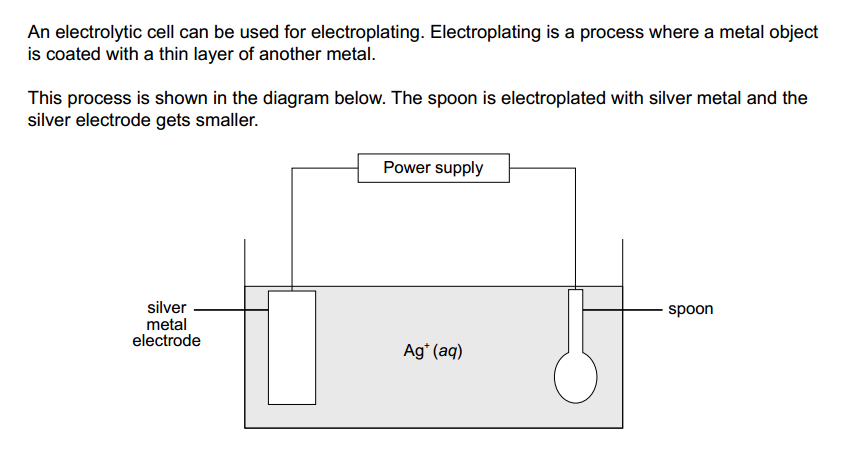 An electrolytic cell can be used for electroplating. Electroplating is a process where a metal object
is coated with a thin layer of another metal.
This process is shown in the diagram below. The spoon is electroplated with silver metal and the
silver electrode gets smaller.
Power supply
silver
metal
electrode
spoon
Ag⁺ (aq)